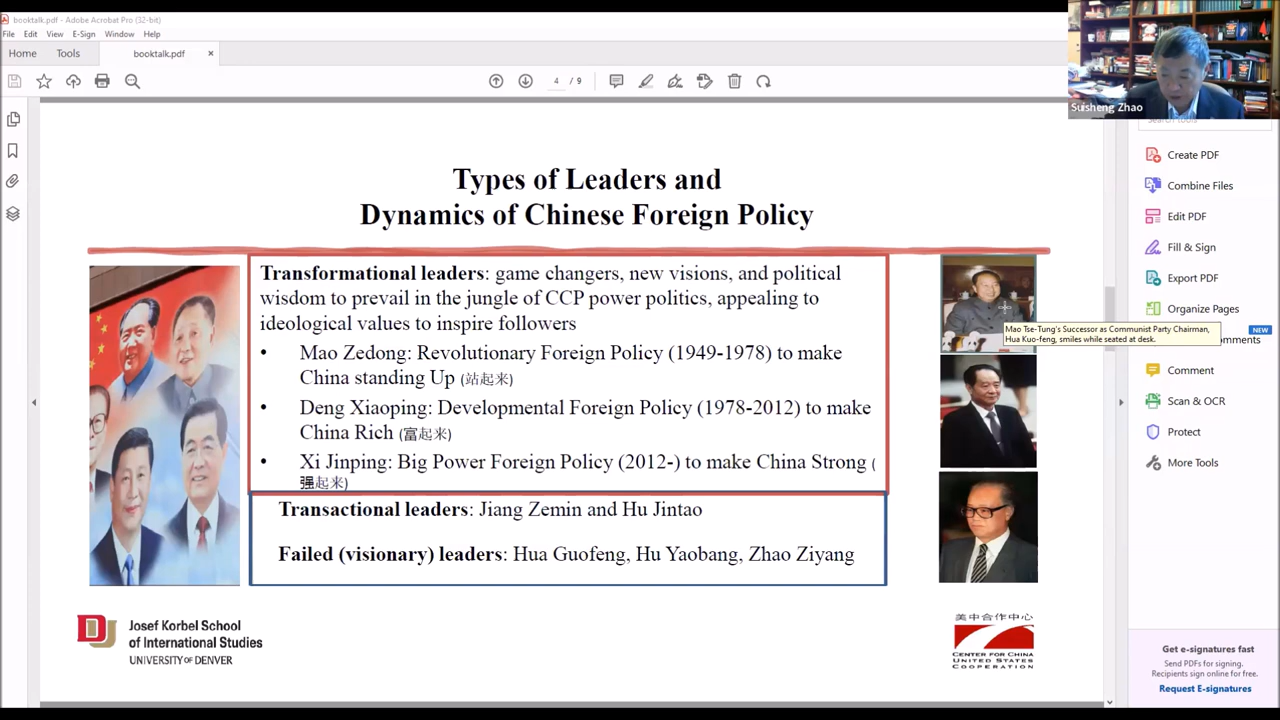 booktalk.pdf - Adobe Acrobat Pro (32-bit)
File Edit View E-Sign Window Help
Home Tools booktalk.pdf
4 / 9
Suisheng Zhao
Search tools
Types of Leaders and
Dynamics of Chinese Foreign Policy
Transformational leaders: game changers, new visions, and political
wisdom to prevail in the jungle of CCP power politics, appealing to
ideological values to inspire followers
• Mao Zedong: Revolutionary Foreign Policy (1949-1978) to make
China standing Up (站起来)
• Deng Xiaoping: Developmental Foreign Policy (1978-2012) to make
China Rich (富起来)
• Xi Jinping: Big Power Foreign Policy (2012-) to make China Strong (
强起来)
Transactional leaders: Jiang Zemin and Hu Jintao
Failed (visionary) leaders: Hua Guofeng, Hu Yaobang, Zhao Ziyang
Mao Tse-Tung's Successor as Communist Party Chairman,
Hua Kuo-feng, smiles while seated at desk.
Josef Korbel School
of International Studies
UNIVERSITY OF DENVER
美中合作中心
CENTER FOR CHINA
UNITED STATES
COOPERATION
Create PDF
Combine Files
Edit PDF
Fill & Sign
Export PDF
Organize Pages
NEW
omments
Comment
Scan & OCR
Protect
More Tools
Get e-signatures fast
Send PDFs for signing.
Recipients sign online for free.
Request E-signatures